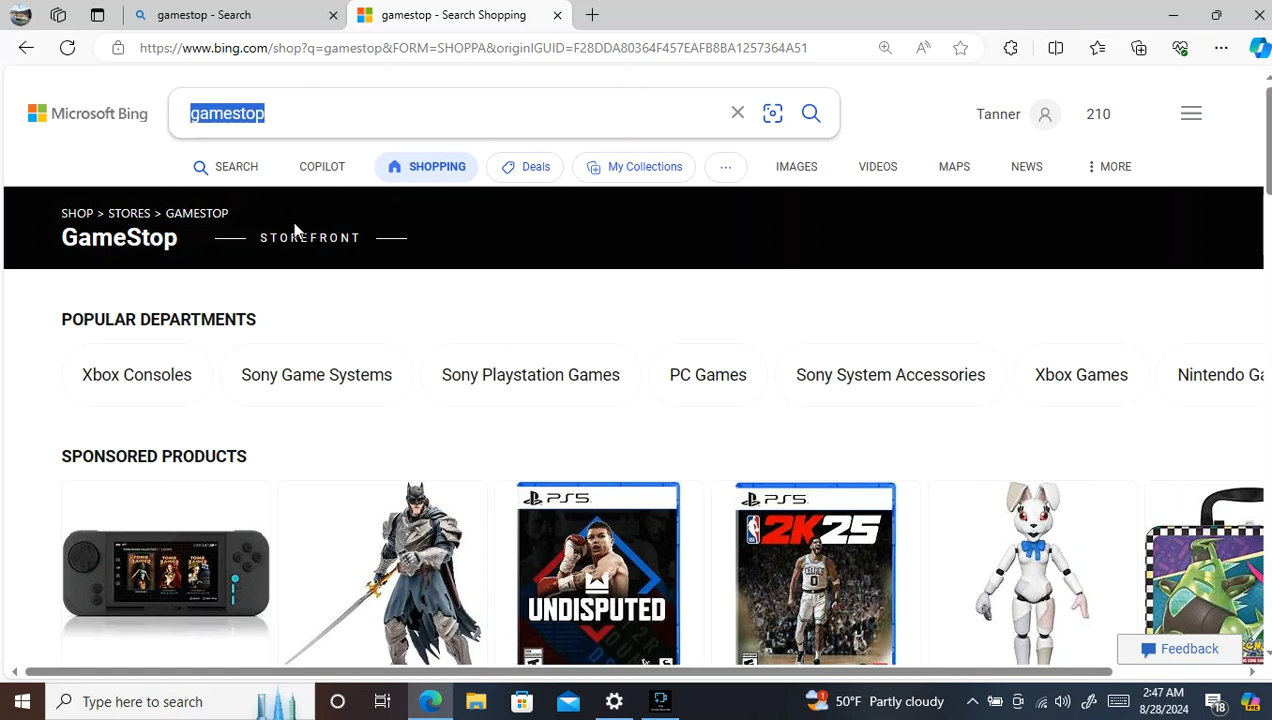 gamestop - Search
gamestop - Search Shopping
https://www.bing.com/shop?q=gamestop&FORM=SHOPPA&originIGUID=F28DDA80364F457EAFB8BA1257364A51
Microsoft Bing
gamestop
Tanner
210
SEARCH COPILOT SHOPPING Deals My Collections ... IMAGES VIDEOS MAPS NEWS MORE
SHOP > STORES > GAMESTOP
GameStop
STOREFRONT
POPULAR DEPARTMENTS
Xbox Consoles Sony Game Systems Sony Playstation Games PC Games Sony System Accessories Xbox Games Nintendo Ga
SPONSORED PRODUCTS
PS5
UNDISPUTED
PS5
2K25
Feedback
Type here to search
50°F Partly cloudy
2:47 AM
8/28/2024
18